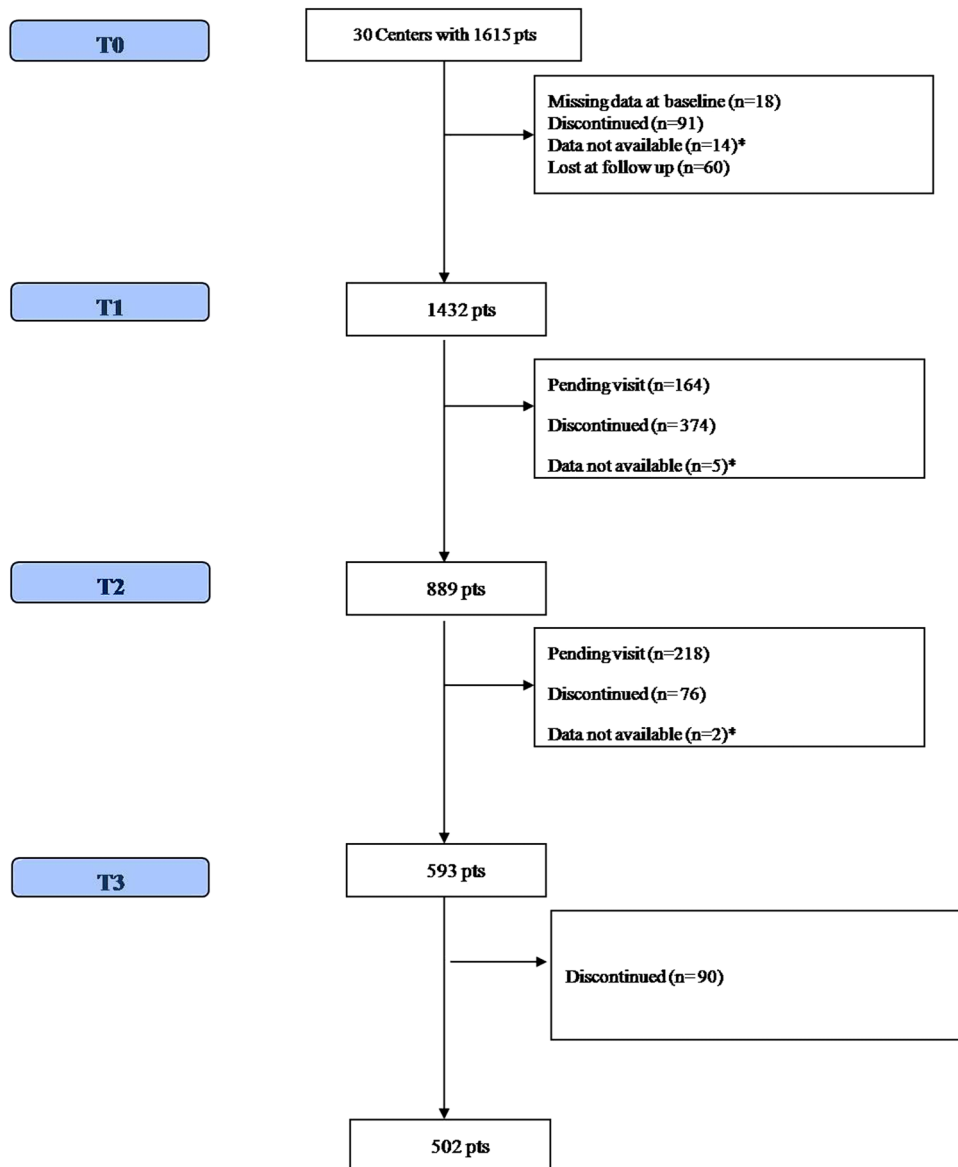 T0
30 Centers with 1615 pts
Missing data at baseline (n=18)
Discontinued (n=91)
Data not available (n=14)*
Lost at follow up (n=60)
T1
1432 pts
Pending visit (n=164)
Discontinued (n=374)
Data not available (n=5)*
T2
889 pts
Pending visit (n=218)
Discontinued (n=76)
Data not available (n=2)*
T3
593 pts
Discontinued (n=90)
502 pts